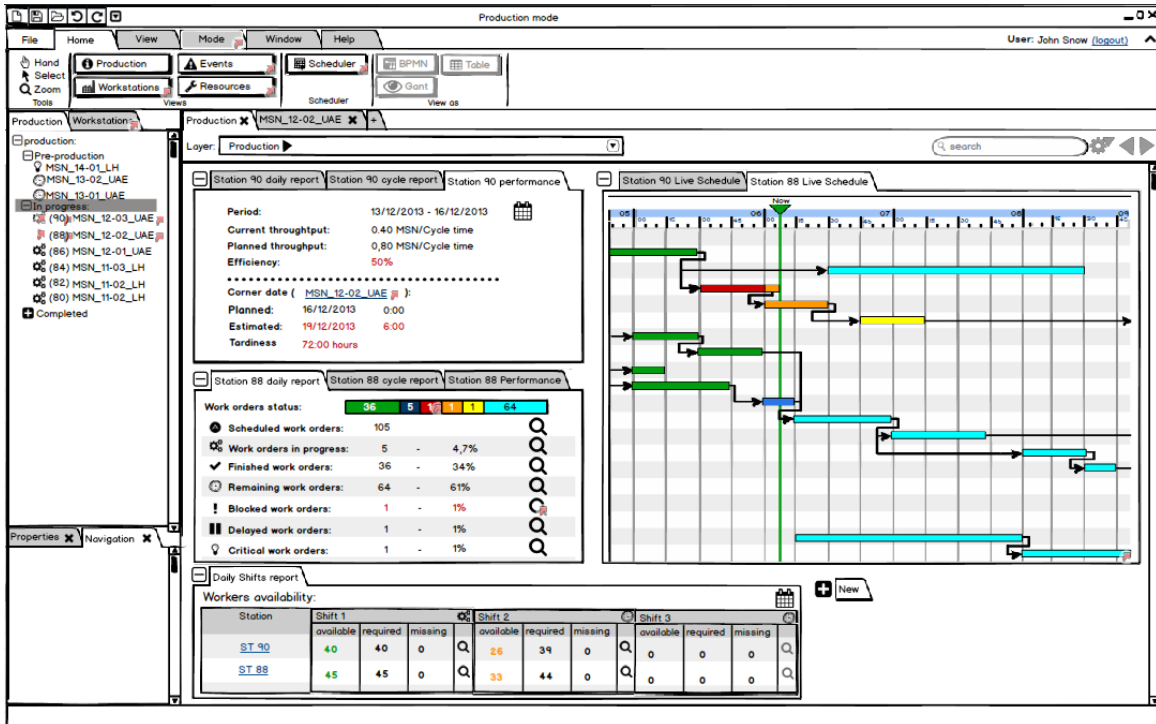 Production mode
File Home View Mode Window Help User: John Snow (logout)
Hand Production Events Scheduler BPMN Table
Select
Zoom Workstations Resources Gant
Tools Views Scheduler View as
Production Workstations Production MSN_12-02_UAE +
production:
Pre-production
MSN_14-01_LH
MSN_13-02_UAE
MSN_13-01_UAE
In progress:
(90) MSN_12-03_UAE
(88) MSN_12-02_UAE
(86) MSN_12-01_UAE
(84) MSN_11-03_LH
(82) MSN_11-02_LH
(80) MSN_11-02_LH
Completed
Properties Navigation
Layer: Production search
Station 90 daily report Station 90 cycle report Station 90 performance
Period: 13/12/2013 - 16/12/2013
Current throughtput: 0.40 MSN/Cycle time
Planned throughput: 0,80 MSN/Cycle time
Efficiency: 50%
Corner date ( MSN_12-02_UAE ):
Planned: 16/12/2013 0:00
Estimated: 19/12/2013 6:00
Tardiness 72:00 hours
Station 90 Live Schedule Station 88 Live Schedule
Now
05 06 07 08 09
Station 88 daily report Station 88 cycle report Station 88 Performance
Work orders status: 36 5 1 1 1 64
Scheduled work orders: 105
Work orders in progress: 5 - 4,7%
Finished work orders: 36 - 34%
Remaining work orders: 64 - 61%
Blocked work orders: 1 - 1%
Delayed work orders: 1 - 1%
Critical work orders: 1 - 1%
Daily Shifts report
New
Workers availability:
Station Shift 1 Shift 2 Shift 3
available required missing available required missing available required missing
ST 90 40 40 0 26 39 0 0 0 0
ST 88 45 45 0 33 44 0 0 0 0